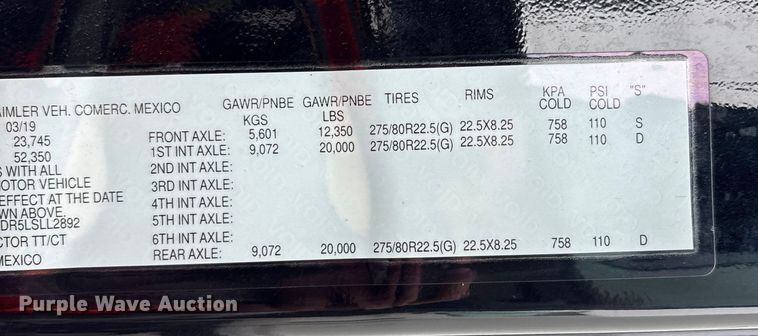 AIMLER VEH. COMERC. MEXICO GAWR/PNBE GAWR/PNBE TIRES RIMS KPA PSI "S"
KGS LBS COLD COLD
03/19 FRONT AXLE: 5,601 12,350 275/80R22.5(G) 22.5X8.25 758 110 S
23,745 1ST INT AXLE: 9,072 20,000 275/80R22.5(G) 22.5X8.25 758 110 D
52,350 2ND INT AXLE:
S WITH ALL 3RD INT AXLE:
OTOR VEHICLE 4TH INT AXLE:
EFFECT AT THE DATE 5TH INT AXLE:
WN ABOVE. 6TH INT AXLE:
DR5LSLL2892
CTOR TT/CT
MEXICO REAR AXLE: 9,072 20,000 275/80R22.5(G) 22.5X8.25 758 110 D
Purple Wave Auction